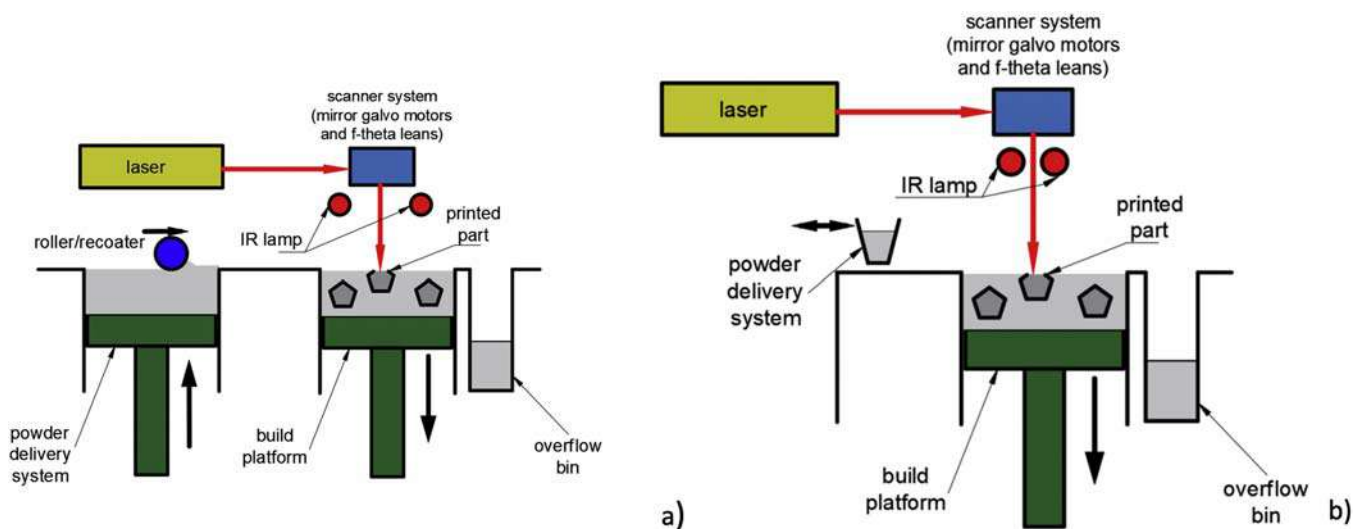 scanner system
(mirror galvo motors
and f-theta leans)
laser
roller/recoater
IR lamp
printed
part
powder
delivery
system
build
platform
overflow
bin
a)
scanner system
(mirror galvo motors
and f-theta leans)
laser
IR lamp
printed
part
powder
delivery
system
build
platform
overflow
bin
b)